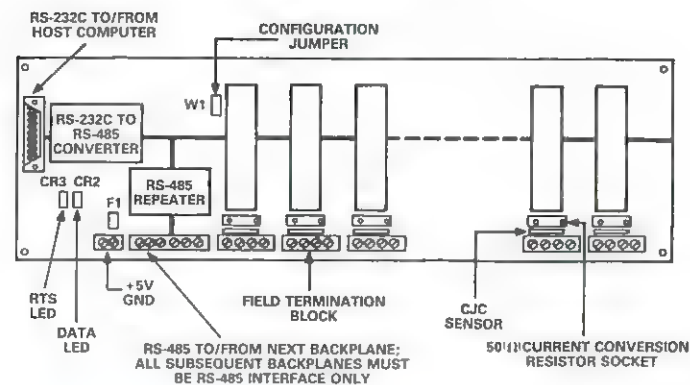 RS-232C TO/FROM
HOST COMPUTER
CONFIGURATION
JUMPER
W1
RS-232C TO
RS-485
CONVERTER
CR3 CR2
F1
RS-485
REPEATER
+5V
GND
RTS
LED
DATA
LED
FIELD TERMINATION
BLOCK
CJC
SENSOR
CURRENT CONVERSION
RESISTOR SOCKET
RS-485 TO/FROM NEXT BACKPLANE;
ALL SUBSEQUENT BACKPLANES MUST
BE RS-485 INTERFACE ONLY